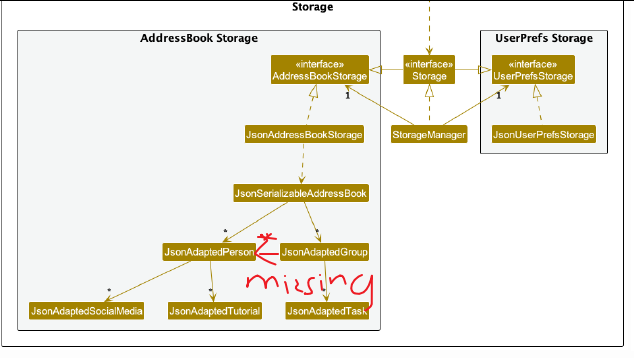 Storage
AddressBook Storage
UserPrefs Storage
«interface»
AddressBookStorage
«interface»
Storage
«interface»
UserPrefsStorage
1
1
JsonAddressBookStorage
StorageManager
JsonUserPrefsStorage
JsonSerializableAddressBook
*
*
*
JsonAdaptedPerson
JsonAdaptedGroup
missing
*
*
*
JsonAdaptedSocialMedia
JsonAdaptedTutorial
JsonAdaptedTask